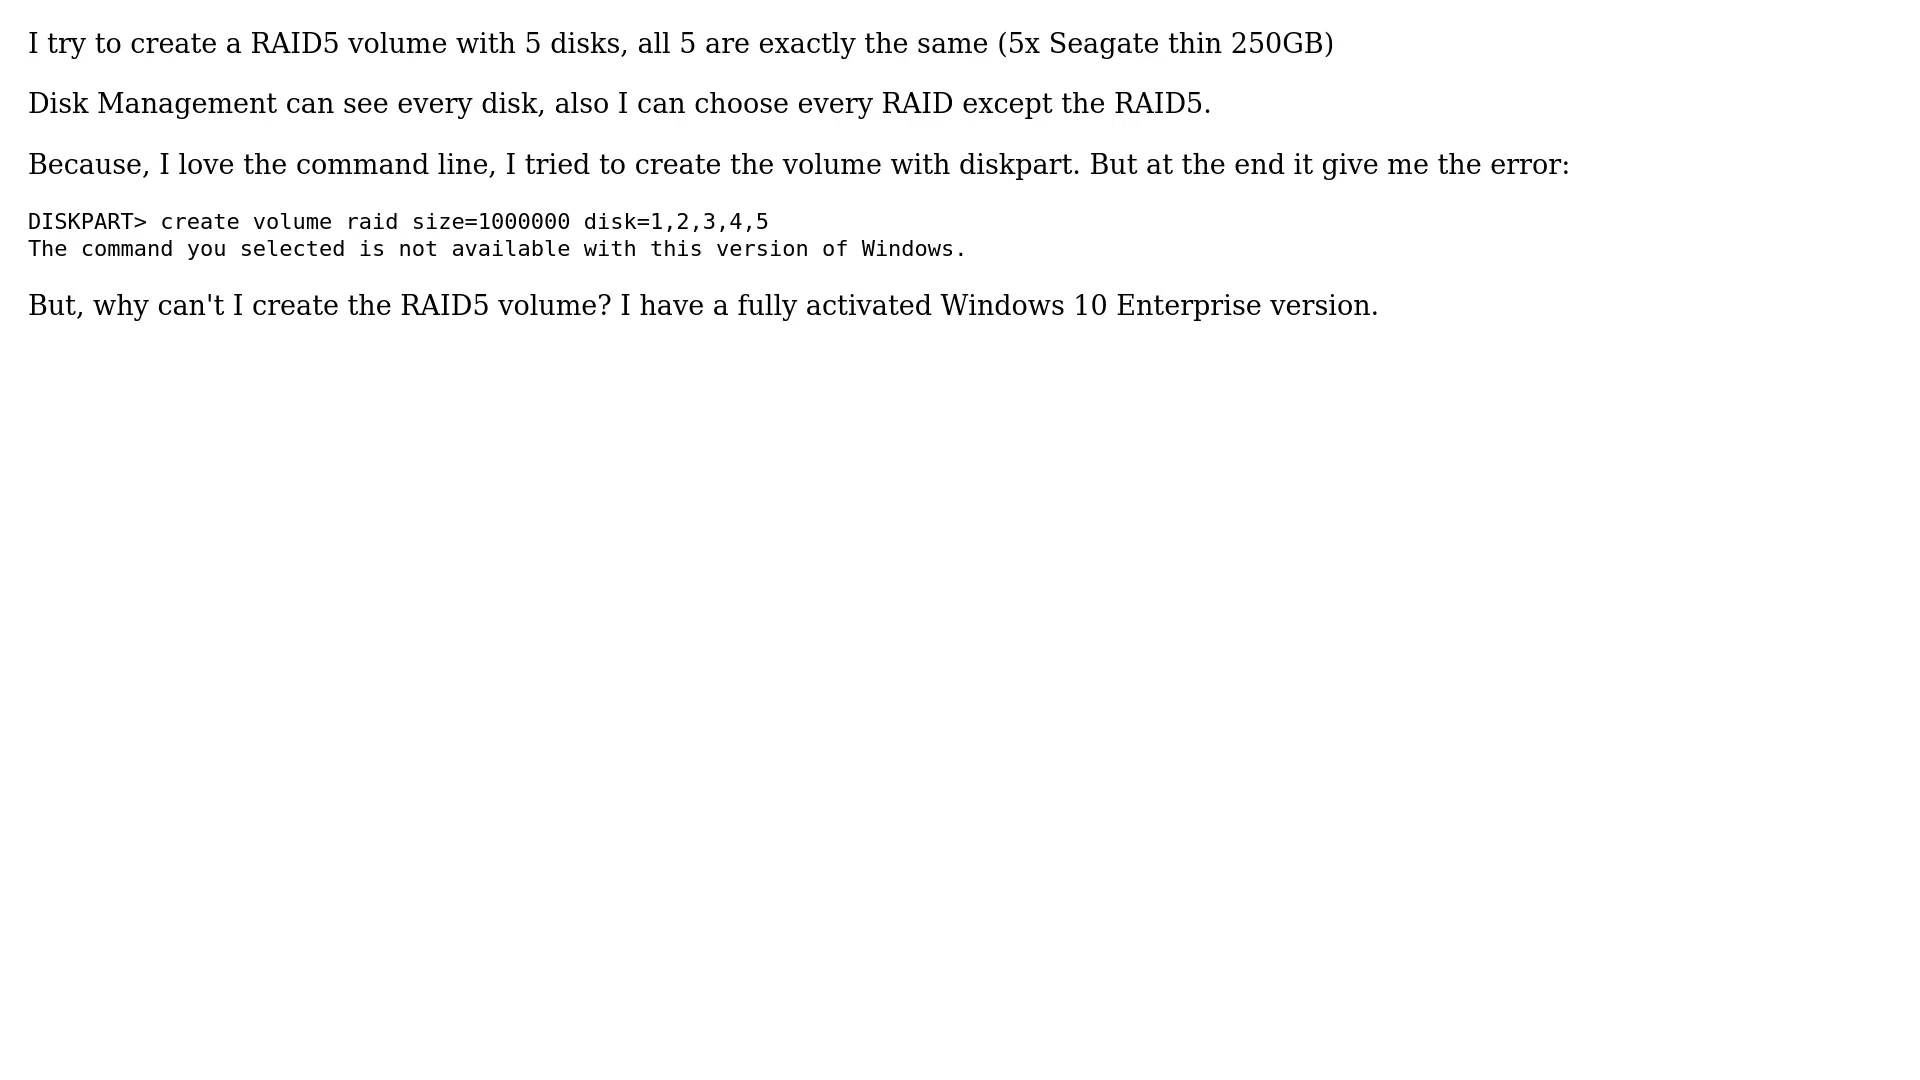 I try to create a RAID5 volume with 5 disks, all 5 are exactly the same (5x Seagate thin 250GB)
Disk Management can see every disk, also I can choose every RAID except the RAID5.
Because, I love the command line, I tried to create the volume with diskpart. But at the end it give me the error:
DISKPART> create volume raid size=1000000 disk=1,2,3,4,5
The command you selected is not available with this version of Windows.
But, why can't I create the RAID5 volume? I have a fully activated Windows 10 Enterprise version.